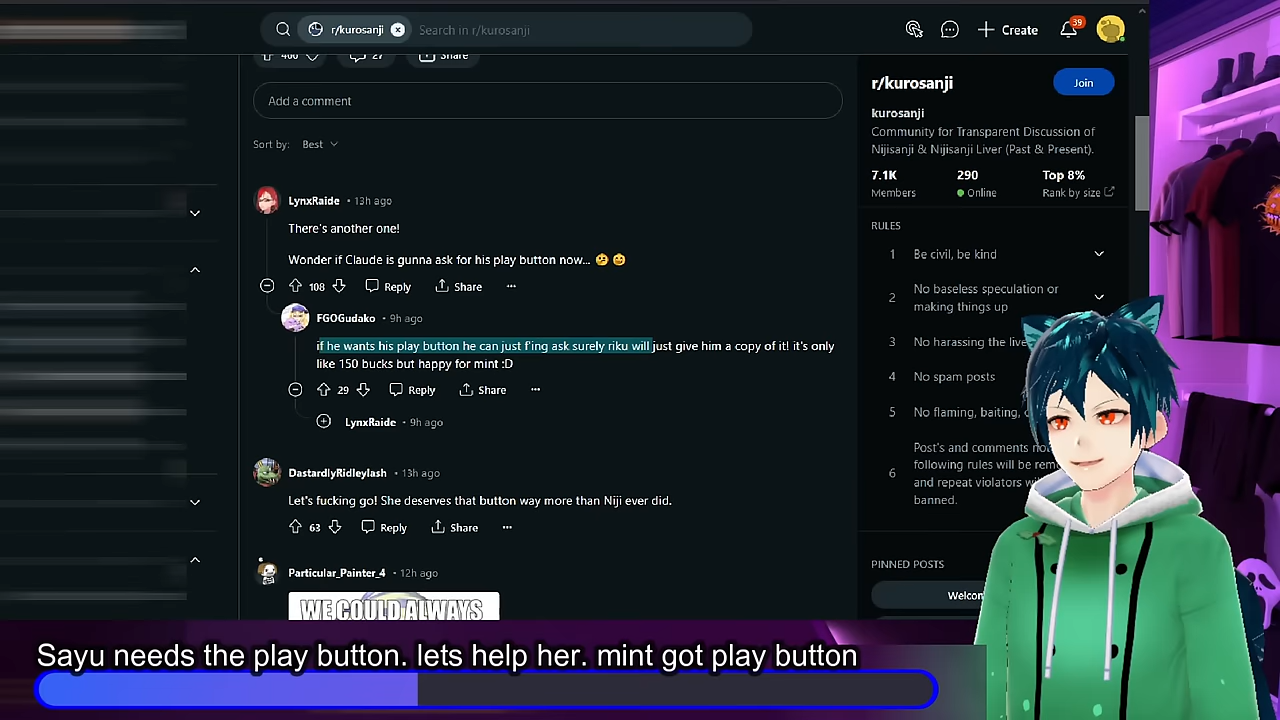 r/kurosanji
Search in r/kurosanji
Create
39
466
27
Share
Add a comment
Sort by: Best
LynxRaide • 13h ago
There's another one!
Wonder if Claude is gunna ask for his play button now... 🤣 😄
108 Reply Share ...
FGOGudako • 9h ago
if he wants his play button he can just f'ing ask surely riku will just give him a copy of it! it's only
like 150 bucks but happy for mint :D
29 Reply Share ...
LynxRaide • 9h ago
DastardlyRidleylash • 13h ago
Let's fucking go! She deserves that button way more than Niji ever did.
63 Reply Share ...
Particular_Painter_4 • 12h ago
WE COULD ALWAYS
r/kurosanji
Join
kurosanji
Community for Transparent Discussion of
Nijisanji & Nijisanji Liver (Past & Present).
7.1K 290 Top 8%
Members Online Rank by size
RULES
1 Be civil, be kind
2 No baseless speculation or
making things up
3 No harassing the
4 No spam posts
5 No flaming, baiting,
6 Post's and comments
following rules will be
and repeat violators
banned.
PINNED POSTS
Sayu needs the play button. lets help her. mint got play button